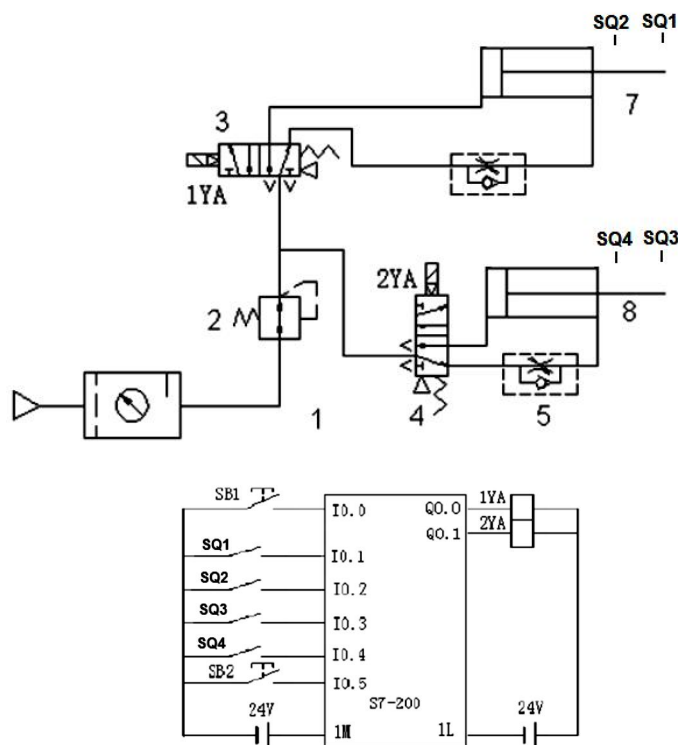 SQ2 SQ1
3
7
1YA
SQ4 SQ3
2YA
2
8
1
4
5
SB1 I0.0 Q0.0 1YA
Q0.1 2YA
SQ1 I0.1
SQ2 I0.2
SQ3 I0.3
SQ4 I0.4
SB2 I0.5
24V S7-200 24V
1M 1L